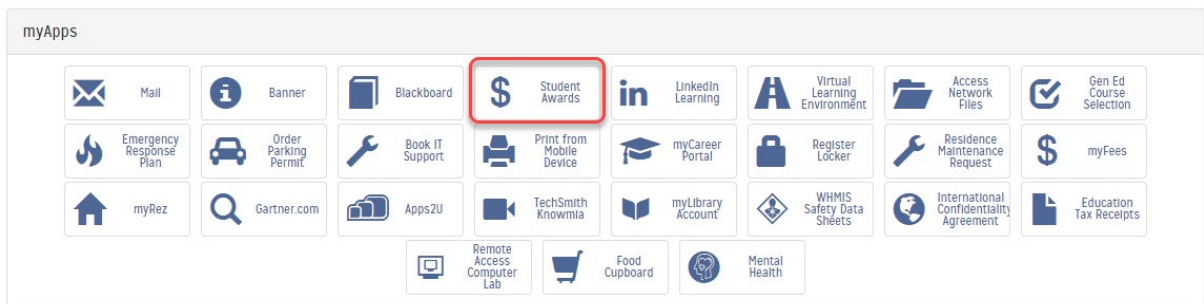 myApps
Mail
Banner
Blackboard
$
Student
Awards
in
LinkedIn
Learning
Virtual
Learning
Environment
Access
Network
Files
Gen Ed
Course
Selection
Emergency
Response
Plan
Order
Parking
Permit
Book IT
Support
Print from
Mobile
Device
myCareer
Portal
Register
Locker
Residence
Maintenance
Request
$
myFees
myRez
Gartner.com
Apps2U
TechSmith
Knowmia
myLibrary
Account
WHMIS
Safety Data
Sheets
International
Confidentiality
Agreement
Education
Tax Receipts
Remote
Access
Computer
Lab
Food
Cupboard
Mental
Health